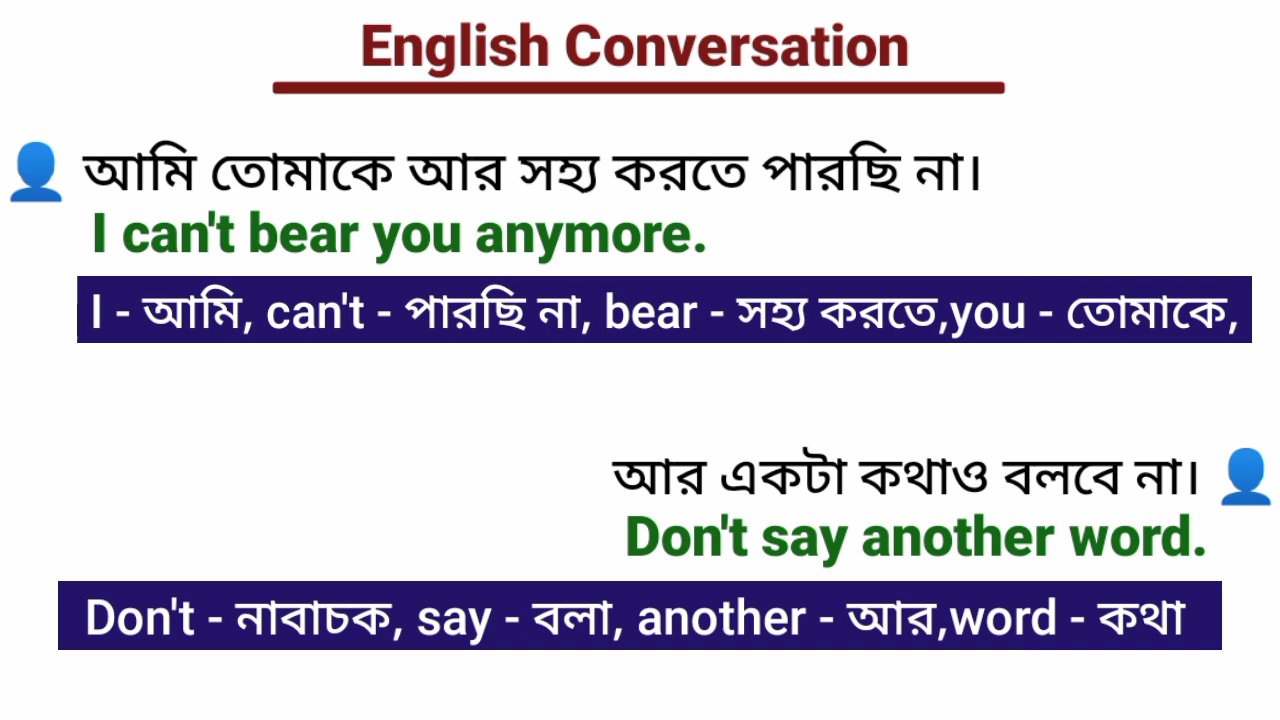 English Conversation
আমি তোমাকে আর সহ্য করতে পারছি না।
I can't bear you anymore.
I - আমি, can't - পারছি না, bear - সহ্য করতে,you - তোমাকে,
আর একটা কথাও বলবে না।
Don't say another word.
Don't - নাবাচক, say - বলা, another - আর,word - কথা